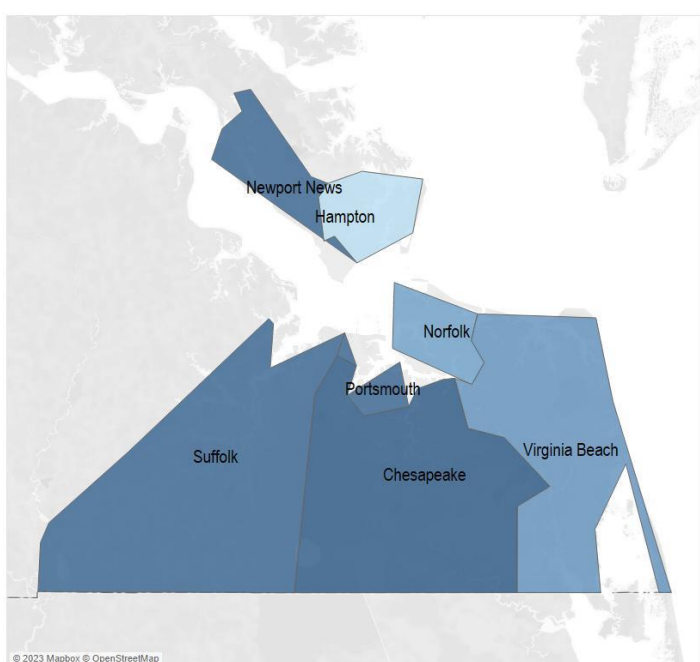 Newport News
Hampton
Norfolk
Portsmouth
Virginia Beach
Suffolk
Chesapeake
© 2023 Mapbox © OpenStreetMap